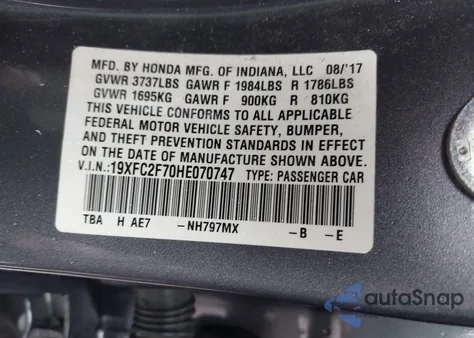 MFD. BY HONDA MFG. OF INDIANA, LLC 08/'17
GVWR 3737LBS GAWR F 1984LBS R 1786LBS
GVWR 1695KG GAWR F 900KG R 810KG
THIS VEHICLE CONFORMS TO ALL APPLICABLE
FEDERAL MOTOR VEHICLE SAFETY, BUMPER,
AND THEFT PREVENTION STANDARDS IN EFFECT
ON THE DATE OF MANUFACTURE SHOWN ABOVE.
V.I.N.:19XFC2F70HE070747 TYPE: PASSENGER CAR
TBA H AE7 -NH797MX -B -E
autoSnap